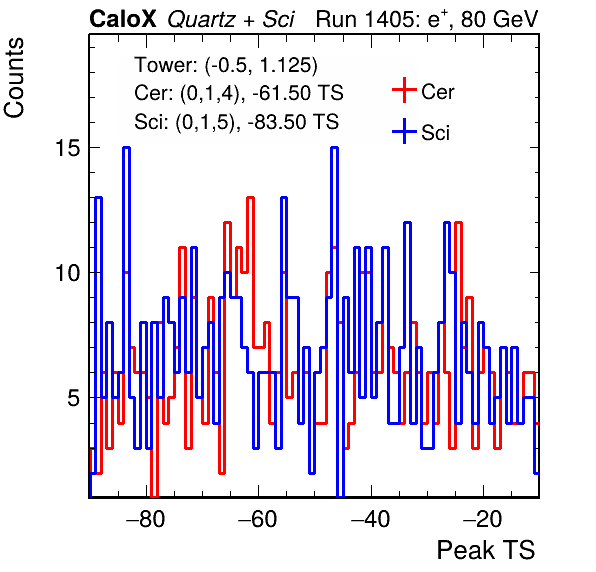 CaloX Quartz + Sci Run 1405: e+, 80 GeV
Tower: (-0.5, 1.125)
Cer: (0,1,4), -61.50 TS
Sci: (0,1,5), -83.50 TS
Cer
Sci
Counts
15
10
5
−80 −60 −40 −20
Peak TS